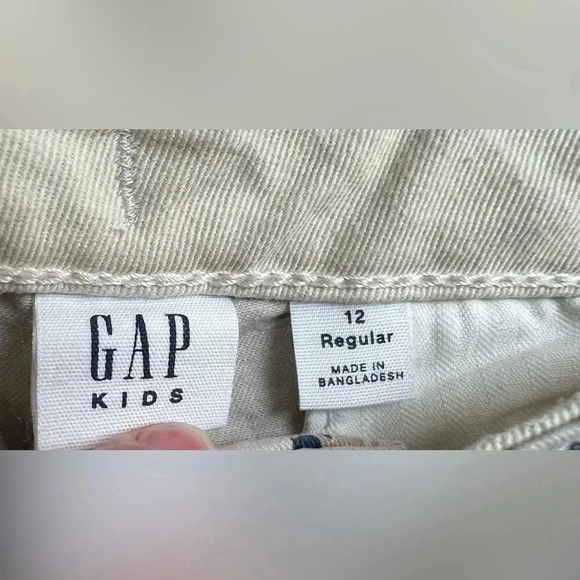 GAP
KIDS
12
Regular
MADE IN
BANGLADESH